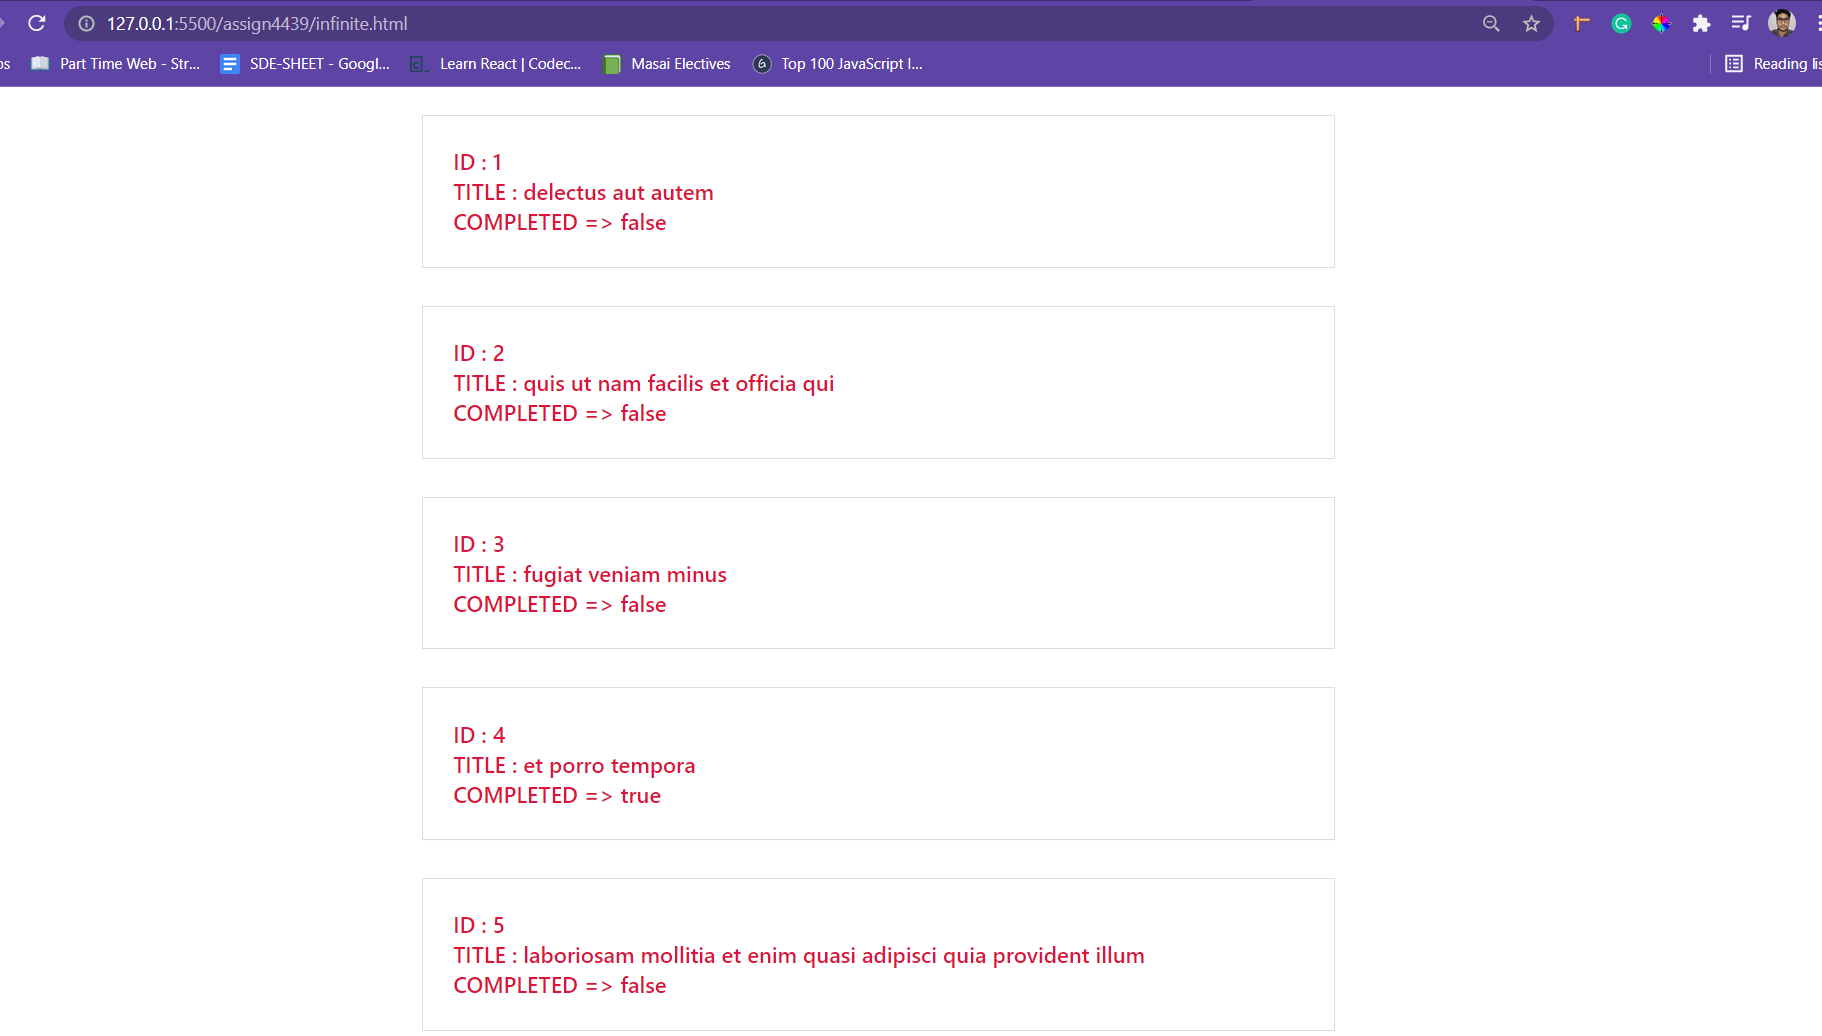 127.0.0.1:5500/assign4439/infinite.html
Part Time Web - Str...
SDE-SHEET - Googl...
Learn React | Codec...
Masai Electives
Top 100 JavaScript I...
Reading
ID : 1
TITLE : delectus aut autem
COMPLETED => false
ID : 2
TITLE : quis ut nam facilis et officia qui
COMPLETED => false
ID : 3
TITLE : fugiat veniam minus
COMPLETED => false
ID : 4
TITLE : et porro tempora
COMPLETED => true
ID : 5
TITLE : laboriosam mollitia et enim quasi adipisci quia provident illum
COMPLETED => false